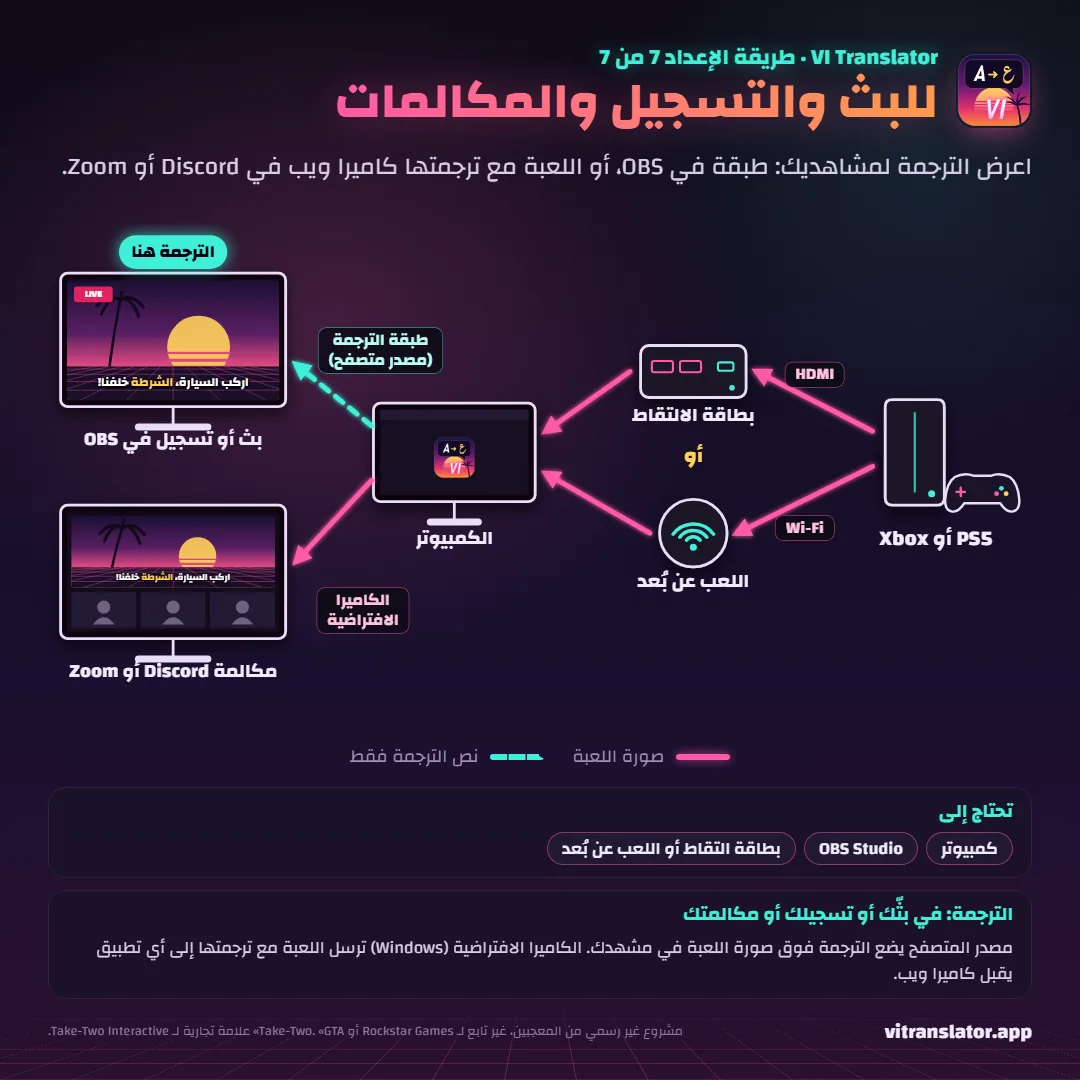 VI Translator · طريقة الإعداد 7 من 7
A→ع
VI
للبث والتسجيل والمكالمات
اعرض الترجمة لمشاهديك: طبقة في OBS، أو اللعبة مع ترجمتها كاميرا ويب في Discord أو Zoom.
الترجمة هنا
LIVE
اركب السيارة، الشرطة خلفنا!
بث أو تسجيل في OBS
طبقة الترجمة
(مصدر متصفح)
A→ع
VI
الكمبيوتر
بطاقة الالتقاط
HDMI
أو
Wi-Fi
اللعب عن بُعد
PS5 أو Xbox
اركب السيارة، الشرطة خلفنا!
مكالمة Discord أو Zoom
الكاميرا
الافتراضية
صورة اللعبة
نص الترجمة فقط
تحتاج إلى
كمبيوتر
OBS Studio
بطاقة التقاط أو اللعب عن بُعد
الترجمة: في بثّك أو تسجيلك أو مكالمتك
مصدر المتصفح يضع الترجمة فوق صورة اللعبة في مشهدك. الكاميرا الافتراضية (Windows) ترسل اللعبة مع ترجمتها إلى أي تطبيق
يقبل كاميرا ويب.
vitranslator.app
مشروع غير رسمي من المعجبين، غير تابع لـ Rockstar Games أو Take-Two. «GTA» علامة تجارية لـ Take-Two Interactive.